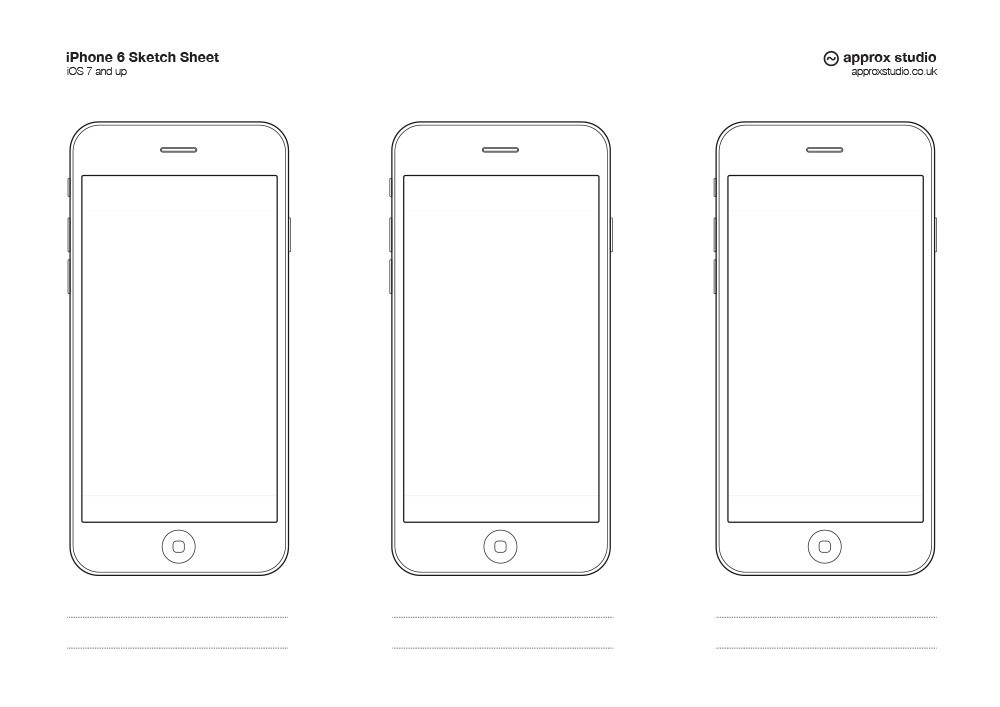 iPhone 6 Sketch Sheet
iOS 7 and up
approx studio
approxstudio.co.uk